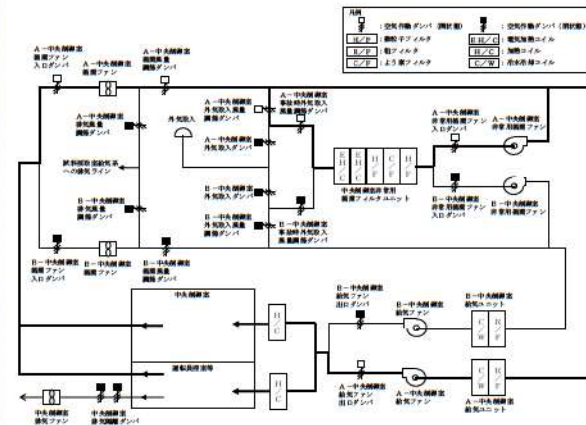 凡例
：空気作動ダンパ（開状態）
：空気作動ダンパ（閉状態）
H／F
：微粒子フィルタ
EH／C
：電気加熱コイル
R／F
：粗フィルタ
H／C
：加熱コイル
C／F
：よう素フィルタ
C／W
：冷水冷却コイル
A－中央制御室
循環ファン
入口ダンパ
A－中央制御室
循環ファン
A－中央制御室
循環風量
調節ダンパ
A－中央制御室
排気風量
調節ダンパ
試料採取室給気系
への排気ライン
B－中央制御室
排気風量
調節ダンパ
B－中央制御室
循環ファン
入口ダンパ
B－中央制御室
循環ファン
B－中央制御室
循環風量
調節ダンパ
外気取入
A－中央制御室
外気取入風量
調節ダンパ
A－中央制御室
外気取入ダンパ
B－中央制御室
外気取入ダンパ
B－中央制御室
外気取入風量
調節ダンパ
A－中央制御室
事故時外気取入
風量調節ダンパ
B－中央制御室
事故時外気取入
風量調節ダンパ
EH／C
EH／C
H／F
C／F
H／F
中央制御室非常用
循環フィルタユニット
A－中央制御室
非常用循環ファン
入口ダンパ
A－中央制御室
非常用循環ファン
B－中央制御室
非常用循環ファン
入口ダンパ
B－中央制御室
非常用循環ファン
中央制御室
運転員控室等
H／C
H／C
B－中央制御室
給気ファン
出口ダンパ
B－中央制御室
給気ファン
B－中央制御室
給気ユニット
C／W
R／F
A－中央制御室
給気ファン
出口ダンパ
A－中央制御室
給気ファン
C／W
R／F
A－中央制御室
給気ユニット
中央制御室
排気ファン
中央制御室
排気隔離ダンパ